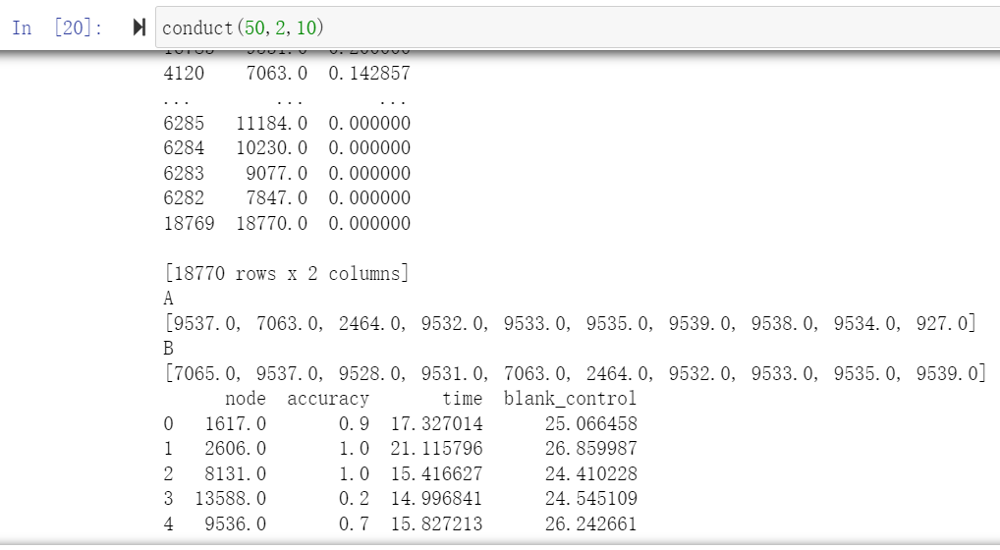 In [20]: conduct(50,2,10)
4120 7063.0 0.142857
... ... ...
6285 11184.0 0.000000
6284 10230.0 0.000000
6283 9077.0 0.000000
6282 7847.0 0.000000
18769 18770.0 0.000000
[18770 rows x 2 columns]
A
[9537.0, 7063.0, 2464.0, 9532.0, 9533.0, 9535.0, 9539.0, 9538.0, 9534.0, 927.0]
B
[7065.0, 9537.0, 9528.0, 9531.0, 7063.0, 2464.0, 9532.0, 9533.0, 9535.0, 9539.0]
node accuracy time blank_control
0 1617.0 0.9 17.327014 25.066458
1 2606.0 1.0 21.115796 26.859987
2 8131.0 1.0 15.416627 24.410228
3 13588.0 0.2 14.996841 24.545109
4 9536.0 0.7 15.827213 26.242661